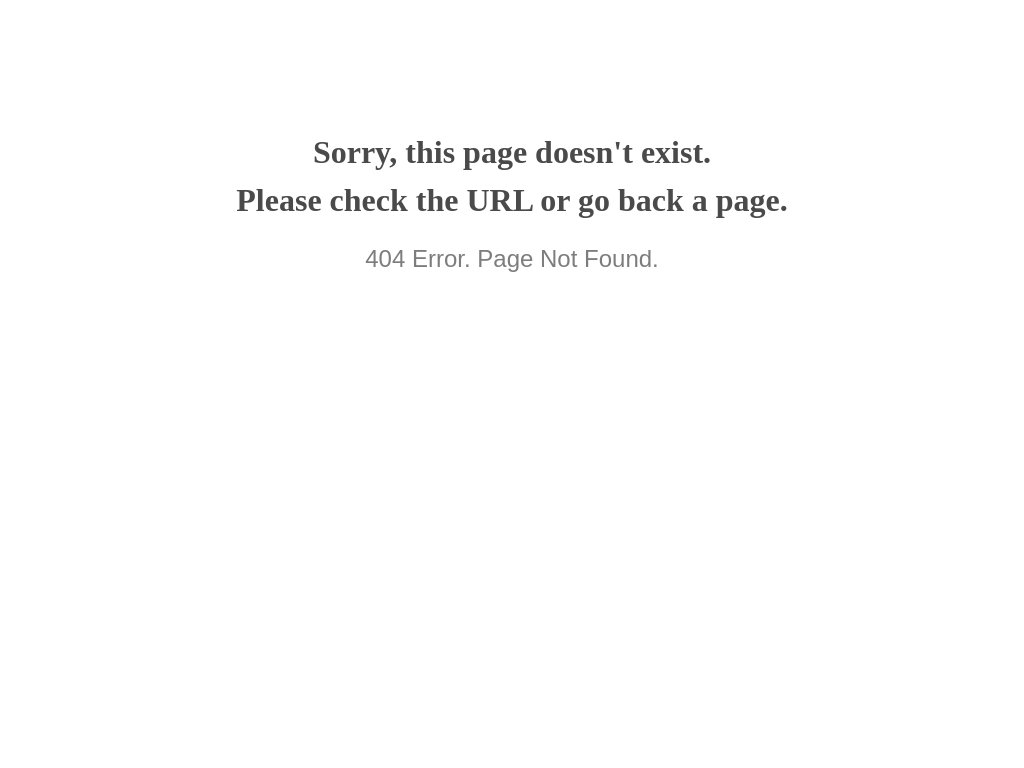 Sorry, this page doesn't exist.
Please check the URL or go back a page.
404 Error. Page Not Found.